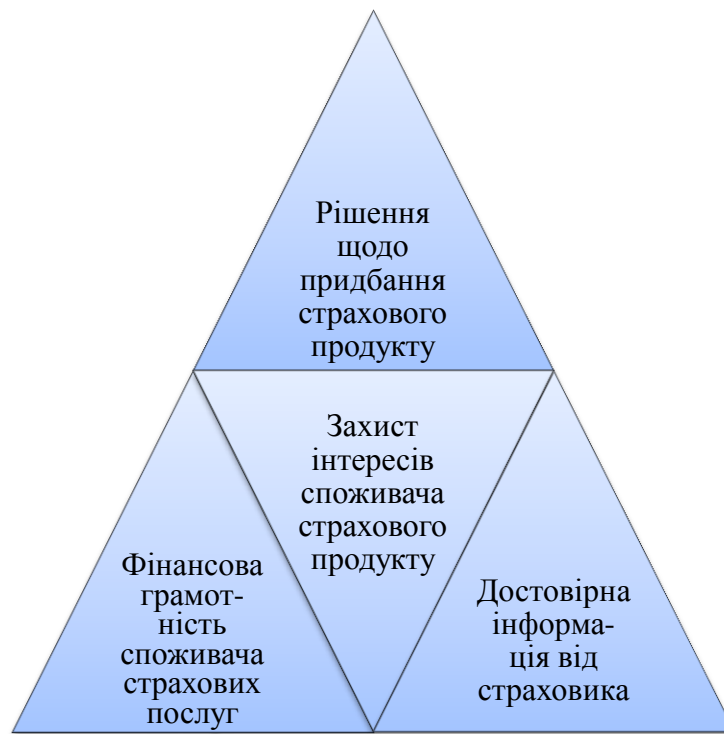 Рішення
щодо
придбання
страхового
продукту
Захист
інтересів
споживача
страхового
продукту
Фінансова
грамот-
ність
споживача
страхових
послуг
Достовірна
інформа-
ція від
страховика